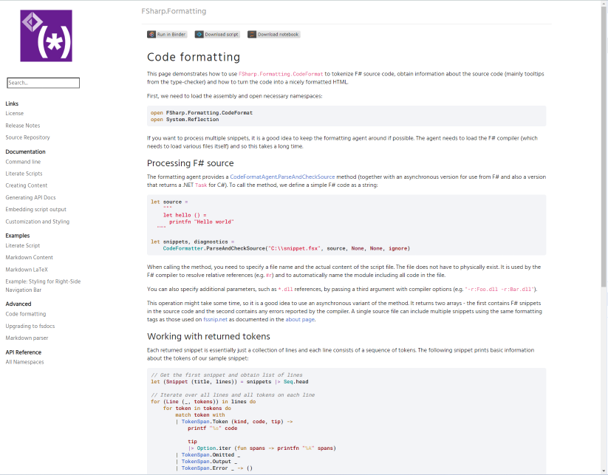 FSharp.Formatting
Run in Binder
Download script
Download notebook
Code formatting
This page demonstrates how to use FSharp.Formatting.CodeFormat to tokenize F# source code, obtain information about the source code (mainly tooltips
from the type-checker) and how to turn the code into a nicely formatted HTML.
First, we need to load the assembly and open necessary namespaces:
open FSharp.Formatting.CodeFormat
open System.Reflection
If you want to process multiple snippets, it is a good idea to keep the formatting agent around if possible. The agent needs to load the F# compiler (which
needs to load various files itself) and so this takes a long time.
Processing F# source
The formatting agent provides a CodeFormatAgent.ParseAndCheckSource method (together with an asynchronous version for use from F# and also a version
that returns a .NET Task for C#). To call the method, we define a simple F# code as a string:
let source =
"""
let hello () =
printfn "Hello world"
"""
let snippets, diagnostics =
CodeFormatter.ParseAndCheckSource("C:\\snippet.fsx", source, None, None, ignore)
When calling the method, you need to specify a file name and the actual content of the script file. The file does not have to physically exist. It is used by the
F# compiler to resolve relative references (e.g. #r) and to automatically name the module including all code in the file.
You can also specify additional parameters, such as *.dll references, by passing a third argument with compiler options (e.g. "-r:Foo.dll -r:Bar.dll").
This operation might take some time, so it is a good idea to use an asynchronous variant of the method. It returns two arrays - the first contains F# snippets
in the source code and the second contains any errors reported by the compiler. A single source file can include multiple snippets using the same formatting
tags as those used on fssnip.net as documented in the about page.
Working with returned tokens
Each returned snippet is essentially just a collection of lines and each line consists of a sequence of tokens. The following snippet prints basic information
about the tokens of our sample snippet:
// Get the first snippet and obtain list of lines
let (Snippet (title, lines)) = snippets |> Seq.head
// Iterate over all lines and all tokens on each line
for (Line (_, tokens)) in lines do
for token in tokens do
match token with
| TokenSpan.Token (kind, code, tip) ->
printf "%s" code
tip
|> Option.iter (fun spans -> printfn "%A" spans)
| TokenSpan.Omitted _
| TokenSpan.Output _
| TokenSpan.Error _ -> ()
Search...
Links
License
Release Notes
Source Repository
Documentation
Command line
Literate Scripts
Creating Content
Generating API Docs
Embedding script output
Customization and Styling
Examples
Literate Script
Markdown Content
Markdown LaTeX
Example: Styling for Right-Side
Navigation Bar
Advanced
Code formatting
Upgrading to fsdocs
Markdown parser
API Reference
All Namespaces